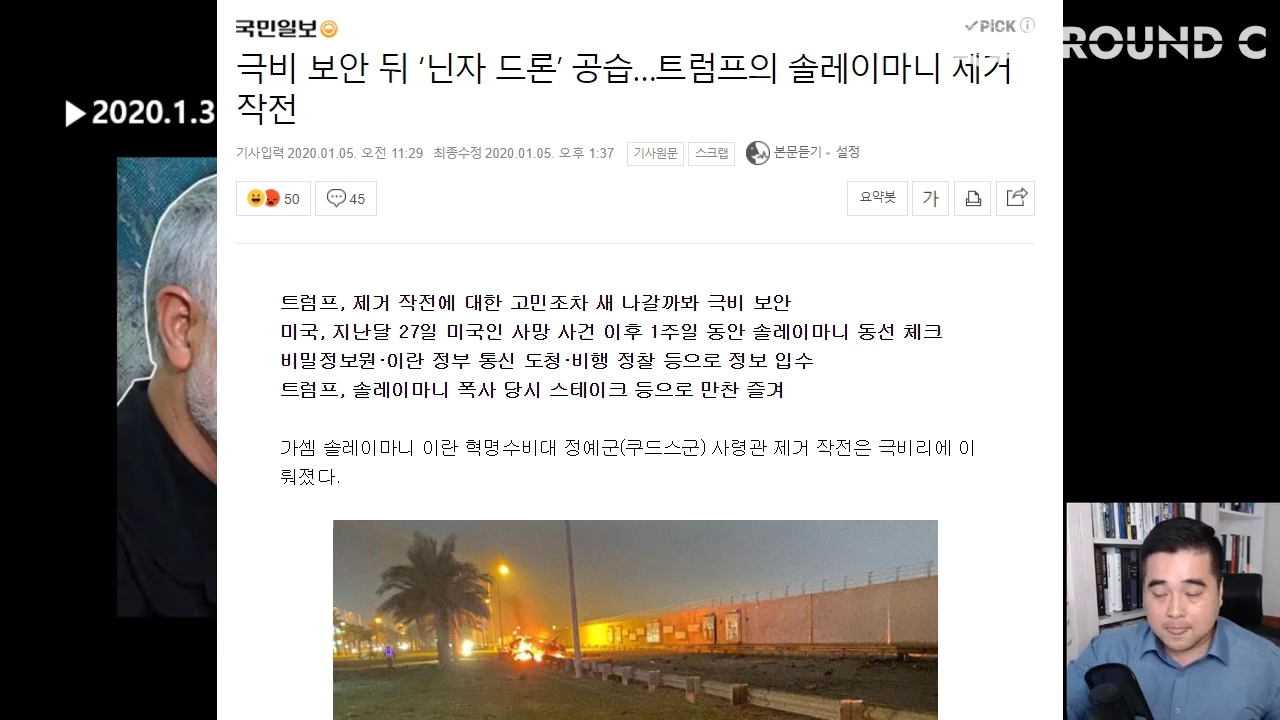 국민일보
PiCK
ROUND C
극비 보안 뒤 ‘닌자 드론’ 공습…트럼프의 솔레이마니 제거
작전
▶2020.1.3
기사입력 2020.01.05. 오전 11:29 최종수정 2020.01.05. 오후 1:37 기사원문 스크랩 본문듣기 · 설정
50 45 요약봇 가
트럼프, 제거 작전에 대한 고민조차 새 나갈까봐 극비 보안
미국, 지난달 27일 미국인 사망 사건 이후 1주일 동안 솔레이마니 동선 체크
비밀정보원·이란 정부 통신 도청·비행 정찰 등으로 정보 입수
트럼프, 솔레이마니 폭사 당시 스테이크 등으로 만찬 즐겨
가셈 솔레이마니 이란 혁명수비대 정예군(쿠드스군) 사령관 제거 작전은 극비리에 이
뤄졌다.